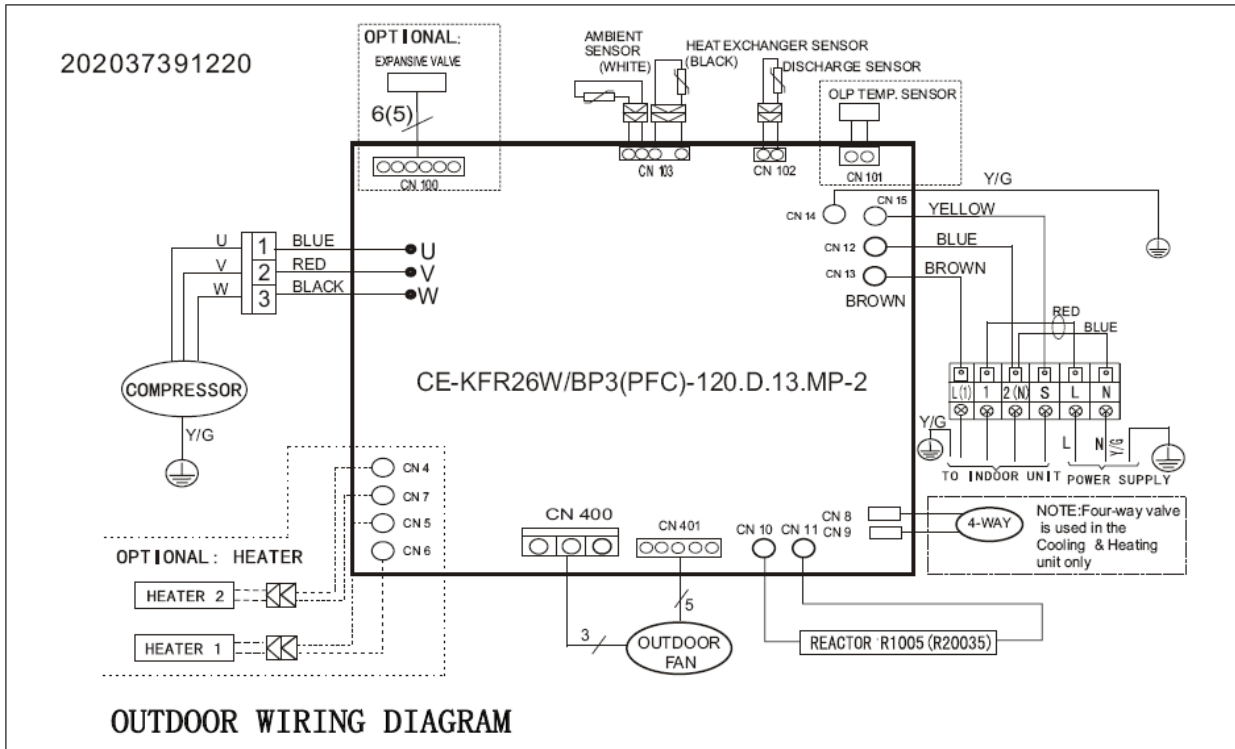 202037391220
OPTIONAL:
EXPANSIVE VALVE
6(5)
CN 100
AMBIENT
SENSOR
(WHITE)
HEAT EXCHANGER SENSOR
(BLACK)
DISCHARGE SENSOR
OLP TEMP. SENSOR
CN 103
CN 102
CN 101
Y/G
CN 14
CN 15
YELLOW
CN 12
BLUE
CN 13
BROWN
BROWN
U
1
BLUE
U
V
2
RED
V
W
3
BLACK
W
COMPRESSOR
Y/G
RED
BLUE
CE-KFR26W/BP3(PFC)-120.D.13.MP-2
L(1)
1
2(N)
S
L
N
Y/G
L
N
Y/G
TO INDOOR UNIT
POWER SUPPLY
CN 4
CN 7
CN 5
CN 6
OPTIONAL: HEATER
HEATER 2
HEATER 1
CN 400
CN 401
CN 10
CN 11
CN 8
CN 9
4-WAY
NOTE:Four-way valve
is used in the
Cooling & Heating
unit only
3
5
OUTDOOR
FAN
REACTOR R1005(R20035)
OUTDOOR WIRING DIAGRAM